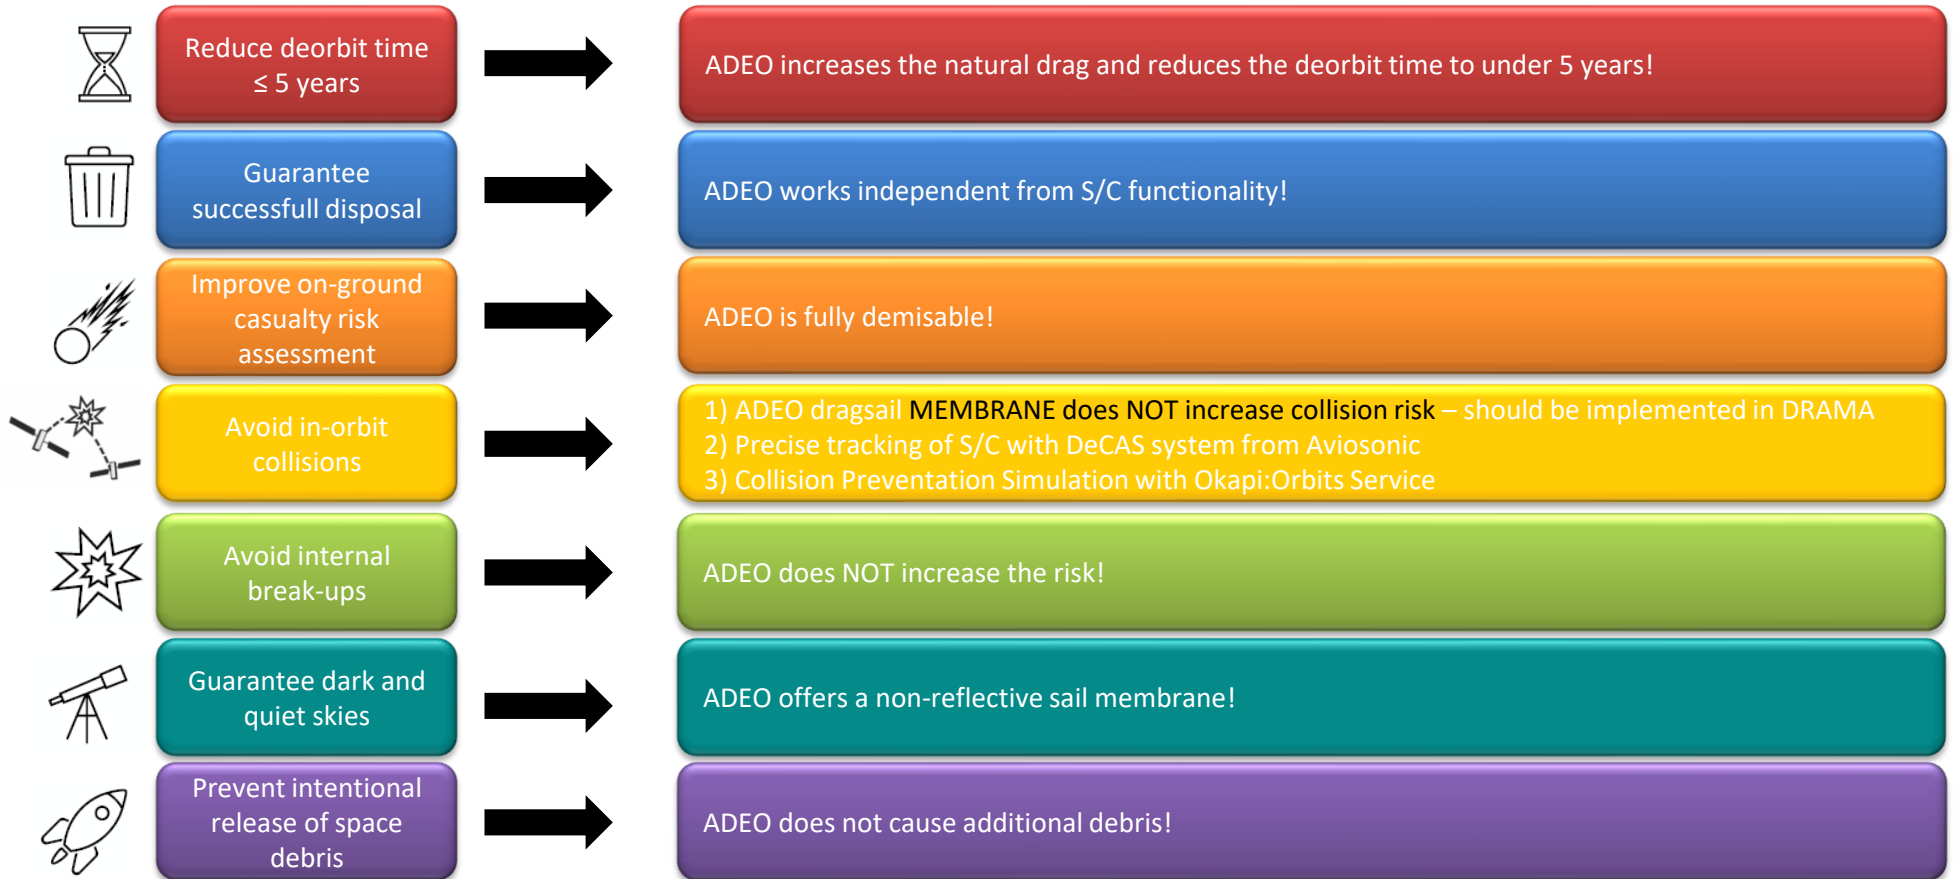 Reduce deorbit time
≤ 5 years
ADEO increases the natural drag and reduces the deorbit time to under 5 years!
Guarantee
successfull disposal
ADEO works independent from S/C functionality!
Improve on-ground
casualty risk
assessment
ADEO is fully demisable!
Avoid in-orbit
collisions
1) ADEO dragsail MEMBRANE does NOT increase collision risk – should be implemented in DRAMA
2) Precise tracking of S/C with DeCAS system from Aviosonic
3) Collision Preventation Simulation with Okapi:Orbits Service
Avoid internal
break-ups
ADEO does NOT increase the risk!
Guarantee dark and
quiet skies
ADEO offers a non-reflective sail membrane!
Prevent intentional
release of space
debris
ADEO does not cause additional debris!